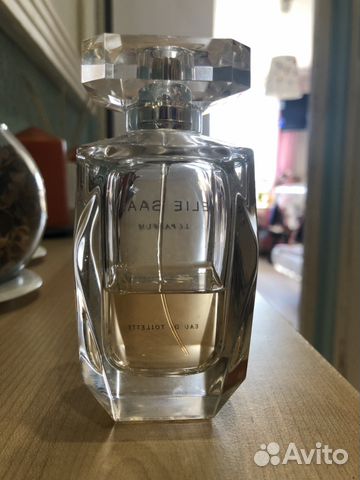 ELIE SAA
LE PARFUM
EAU DE TOILETTE
Avito